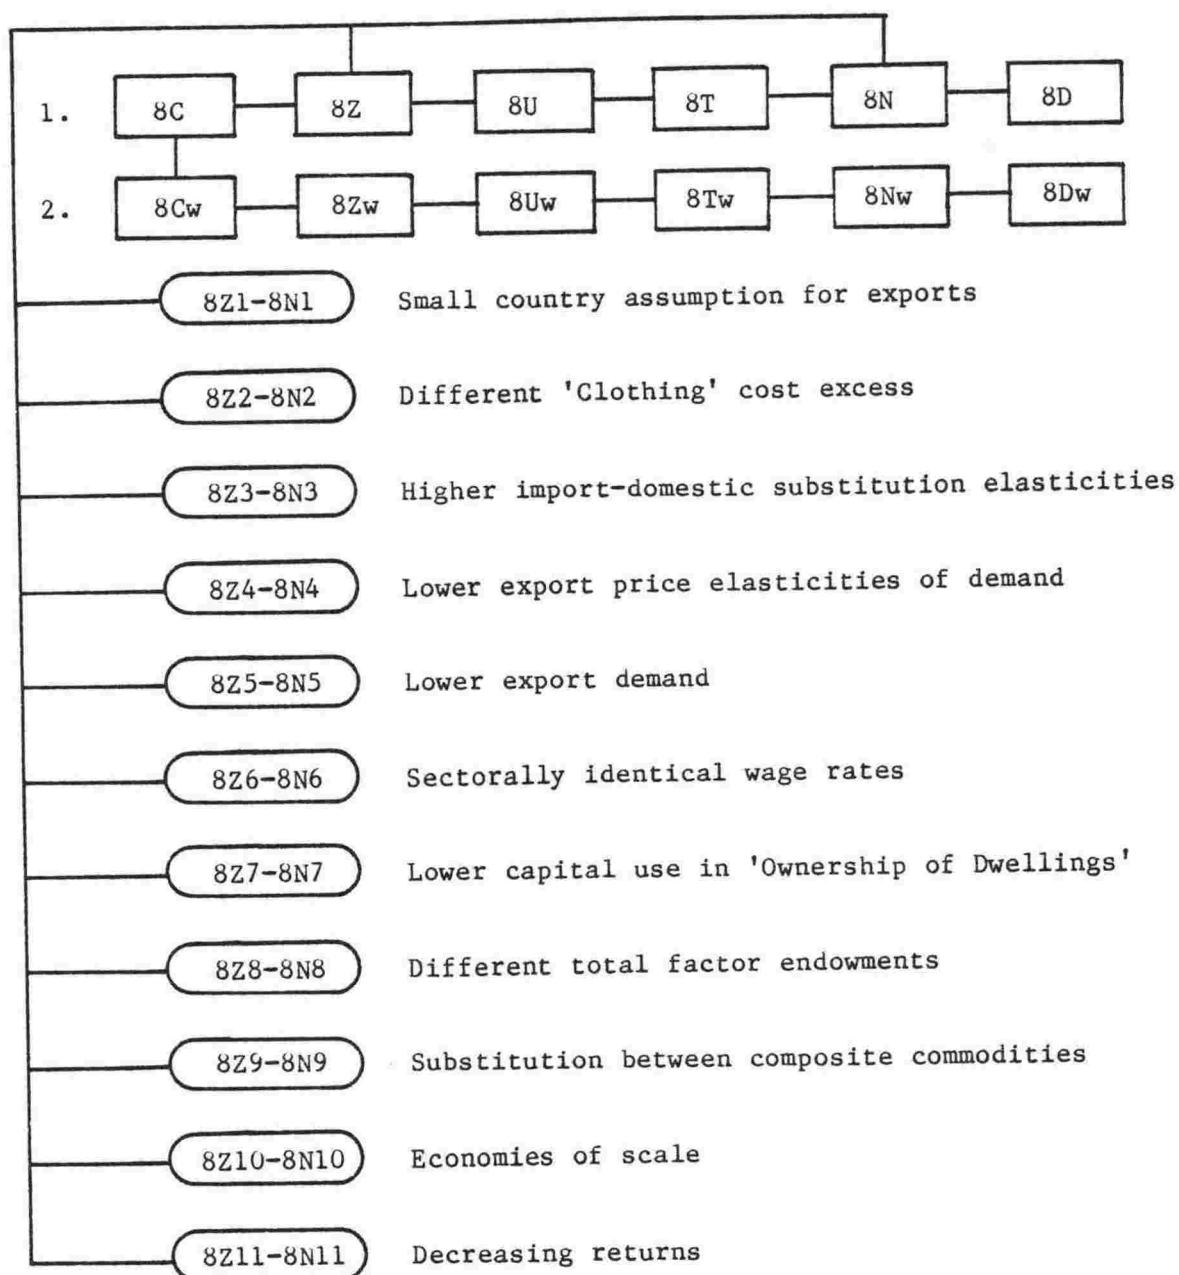 1. 8C 8Z 8U 8T 8N 8D
2. 8Cw 8Zw 8Uw 8Tw 8Nw 8Dw
8Z1-8N1 Small country assumption for exports
8Z2-8N2 Different 'Clothing' cost excess
8Z3-8N3 Higher import-domestic substitution elasticities
8Z4-8N4 Lower export price elasticities of demand
8Z5-8N5 Lower export demand
8Z6-8N6 Sectorally identical wage rates
8Z7-8N7 Lower capital use in 'Ownership of Dwellings'
8Z8-8N8 Different total factor endowments
8Z9-8N9 Substitution between composite commodities
8Z10-8N10 Economies of scale
8Z11-8N11 Decreasing returns